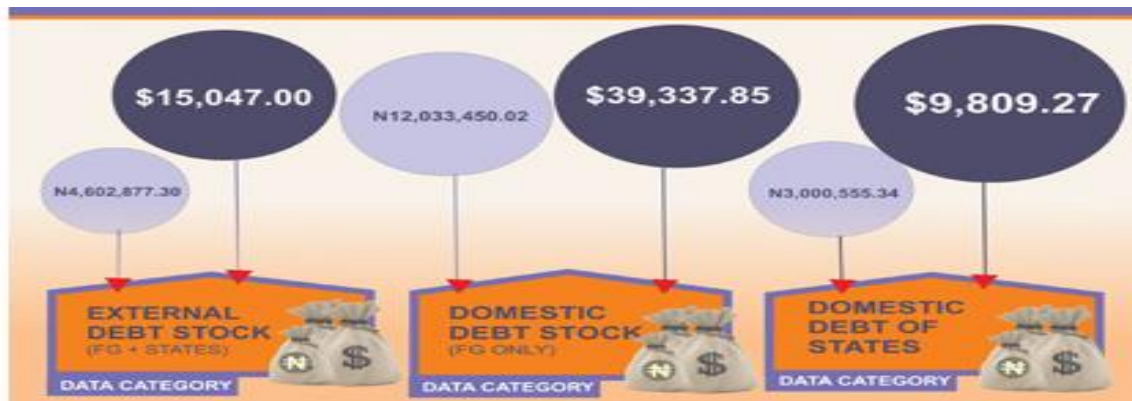 $15,047.00
N4,602,877.30
EXTERNAL
DEBT STOCK
(FG + STATES)
DATA CATEGORY
N12,033,450.02
$39,337.85
DOMESTIC
DEBT STOCK
(FG ONLY)
DATA CATEGORY
$9,809.27
N3,000,555.34
DOMESTIC
DEBT OF
STATES
DATA CATEGORY
N $
N $
N $